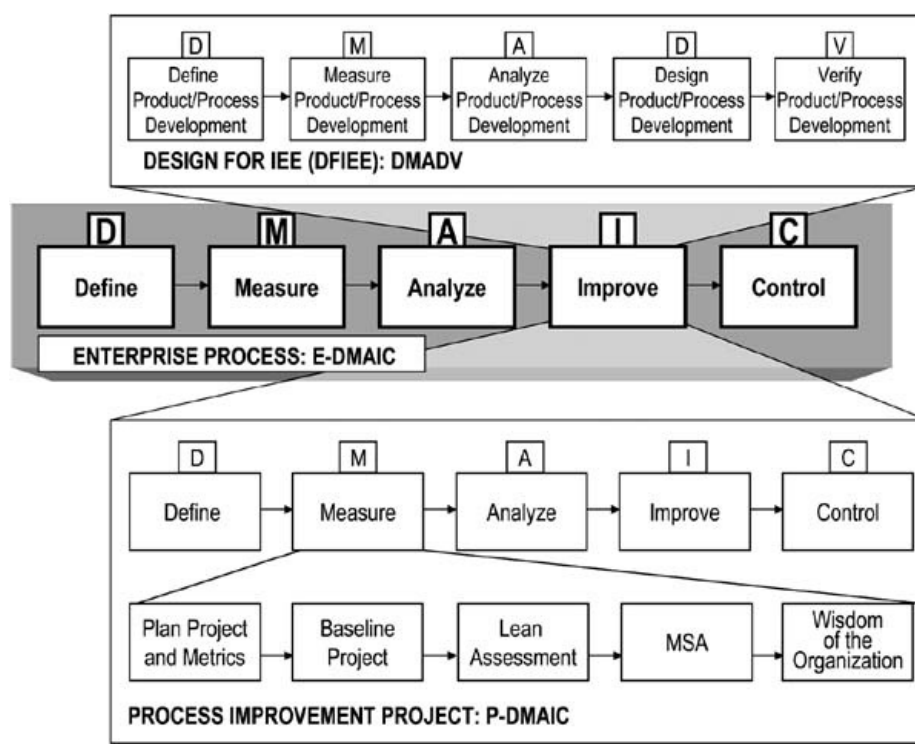 D
M
A
D
V
Define
Product/Process
Development
Measure
Product/Process
Development
Analyze
Product/Process
Development
Design
Product/Process
Development
Verify
Product/Process
Development
DESIGN FOR IEE (DFIEE): DMADV
D
M
A
I
C
Define
Measure
Analyze
Improve
Control
ENTERPRISE PROCESS: E-DMAIC
D
M
A
I
C
Define
Measure
Analyze
Improve
Control
Plan Project
and Metrics
Baseline
Project
Lean
Assessment
MSA
Wisdom
of the
Organization
PROCESS IMPROVEMENT PROJECT: P-DMAIC